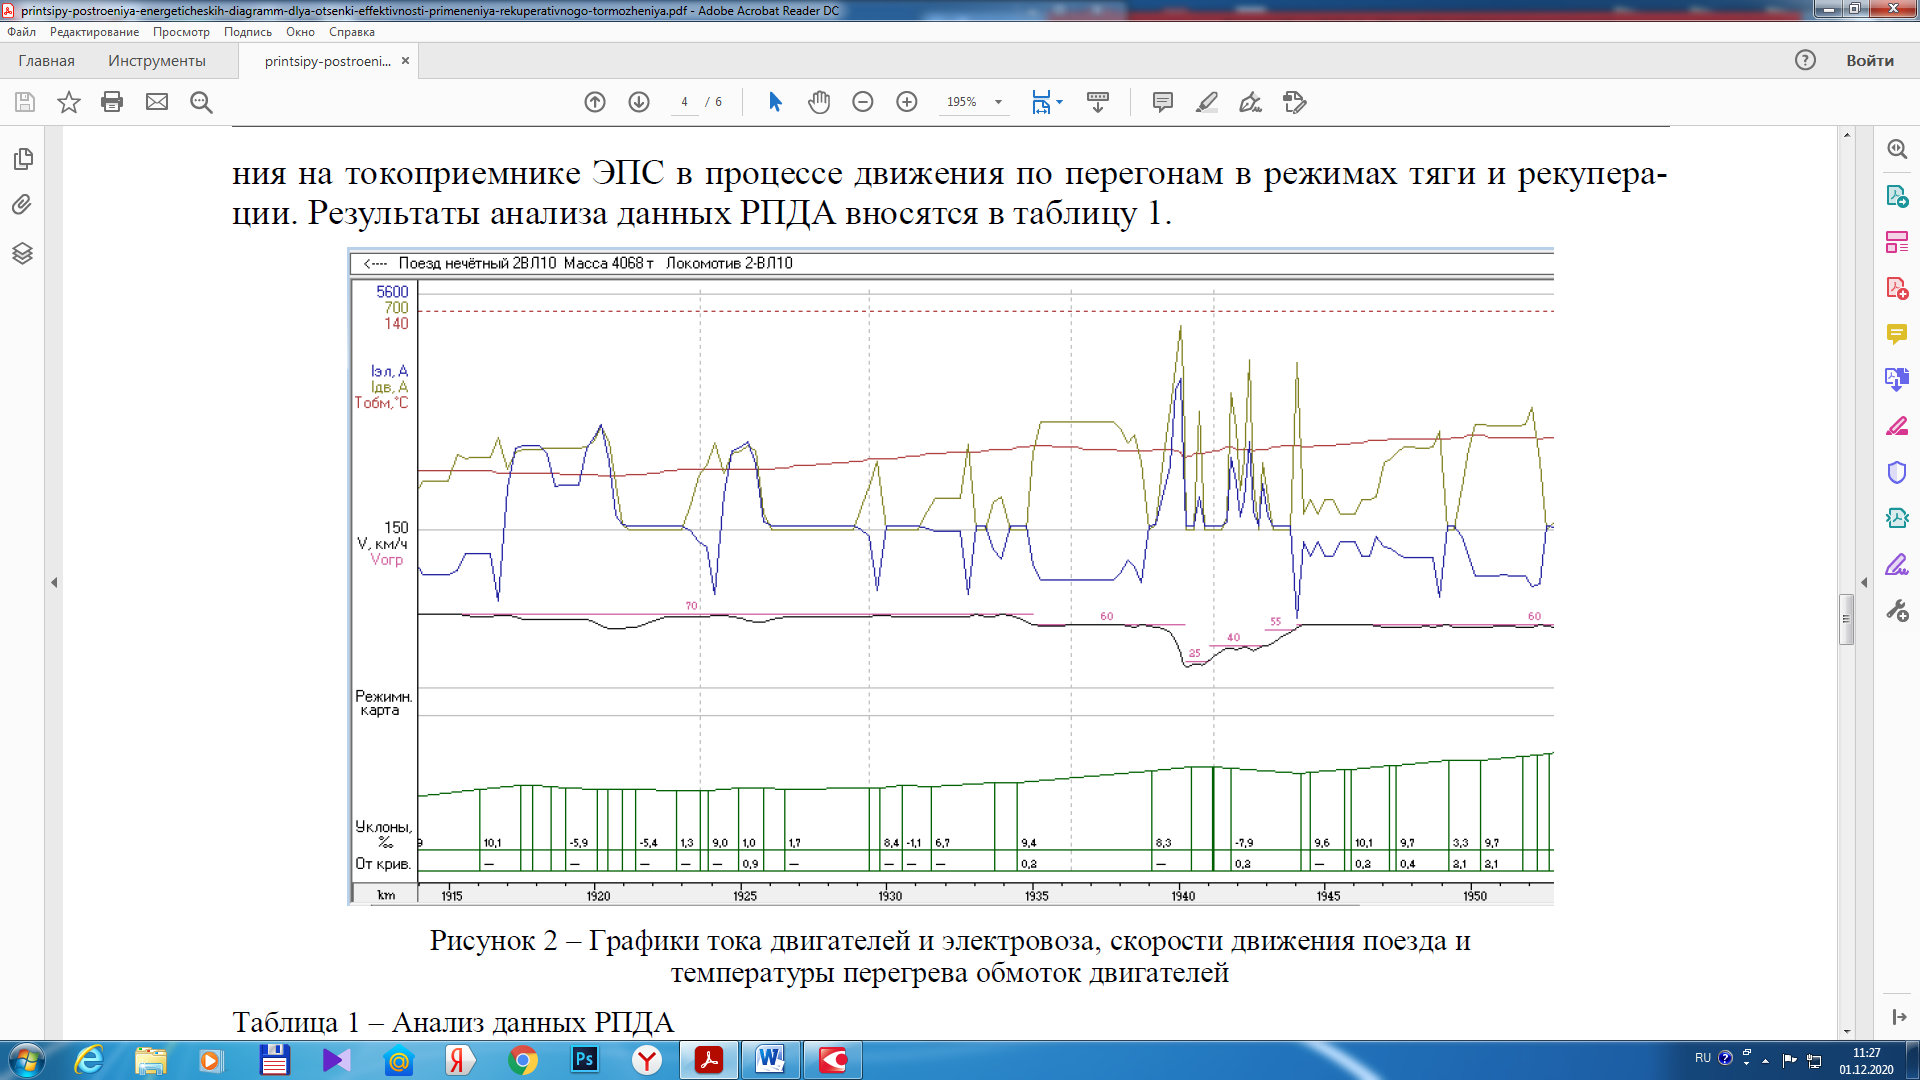 printsipy-postroeniya-energeticheskih-diagramm-dlya-otsenki-effektivnosti-primeneniya-rekuperativnogo-tormozheniya.pdf - Adobe Acrobat Reader DC
Файл Редактирование Просмотр Подпись Окно Справка
Главная Инструменты printsipy-postroeni... × Войти
4 / 6 195%
ния на токоприемнике ЭПС в процессе движения по перегонам в режимах тяги и рекупера-
ции. Результаты анализа данных РПДА вносятся в таблицу 1.
<---- Поезд нечётный 2ВЛ10 Масса 4068 т Локомотив 2-ВЛ10
5600
700
140
Iэл, А
Iдв, А
Тобм,°С
150
V, км/ч
Vогр
70
60
25
40
55
60
Режимн.
карта
Уклоны,
‰
9 10,1 -5,9 -5,4 1,3 9,0 1,0 1,7 8,4 -1,1 6,7 9,4 8,3 -7,9 9,6 10,1 9,7 3,3 9,7
От крив. — — — — — 0,9 — — — — 0,2 — 0,2 — 0,2 0,4 2,1 2,1
km 1915 1920 1925 1930 1935 1940 1945 1950
Рисунок 2 – Графики тока двигателей и электровоза, скорости движения поезда и
температуры перегрева обмоток двигателей
Таблица 1 – Анализ данных РПДА
RU 11:27
01.12.2020